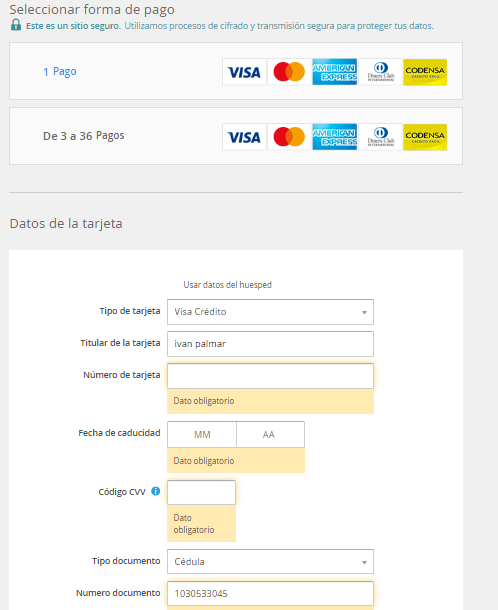 Seleccionar forma de pago
Este es un sitio seguro. Utilizamos procesos de cifrado y transmisión segura para proteger tus datos.
1 Pago
VISA
AMERICAN EXPRESS
Diners Club
INTERNATIONAL
CODENSA
CRÉDITO FÁCIL
De 3 a 36 Pagos
VISA
AMERICAN EXPRESS
Diners Club
INTERNATIONAL
CODENSA
CRÉDITO FÁCIL
Datos de la tarjeta
Usar datos del huesped
Tipo de tarjeta Visa Crédito
Titular de la tarjeta ivan palmar
Número de tarjeta
Dato obligatorio
Fecha de caducidad MM AA
Dato obligatorio
Código CVV i
Dato
obligatorio
Tipo documento Cédula
Numero documento 1030533045